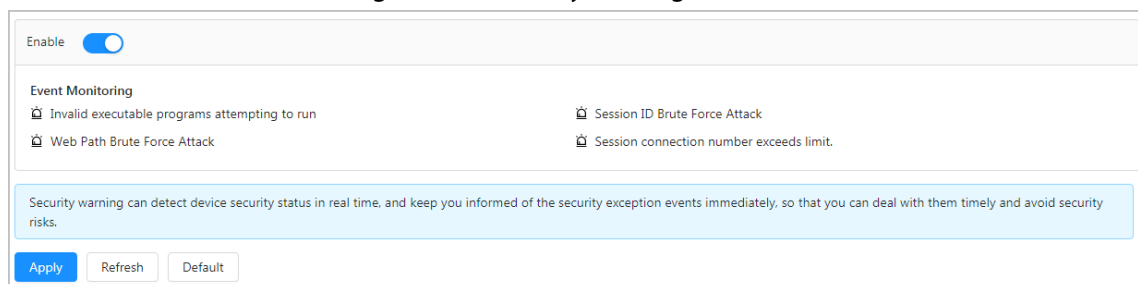 Enable
Event Monitoring
Invalid executable programs attempting to run
Session ID Brute Force Attack
Web Path Brute Force Attack
Session connection number exceeds limit.
Security warning can detect device security status in real time, and keep you informed of the security exception events immediately, so that you can deal with them timely and avoid security
risks.
Apply
Refresh
Default